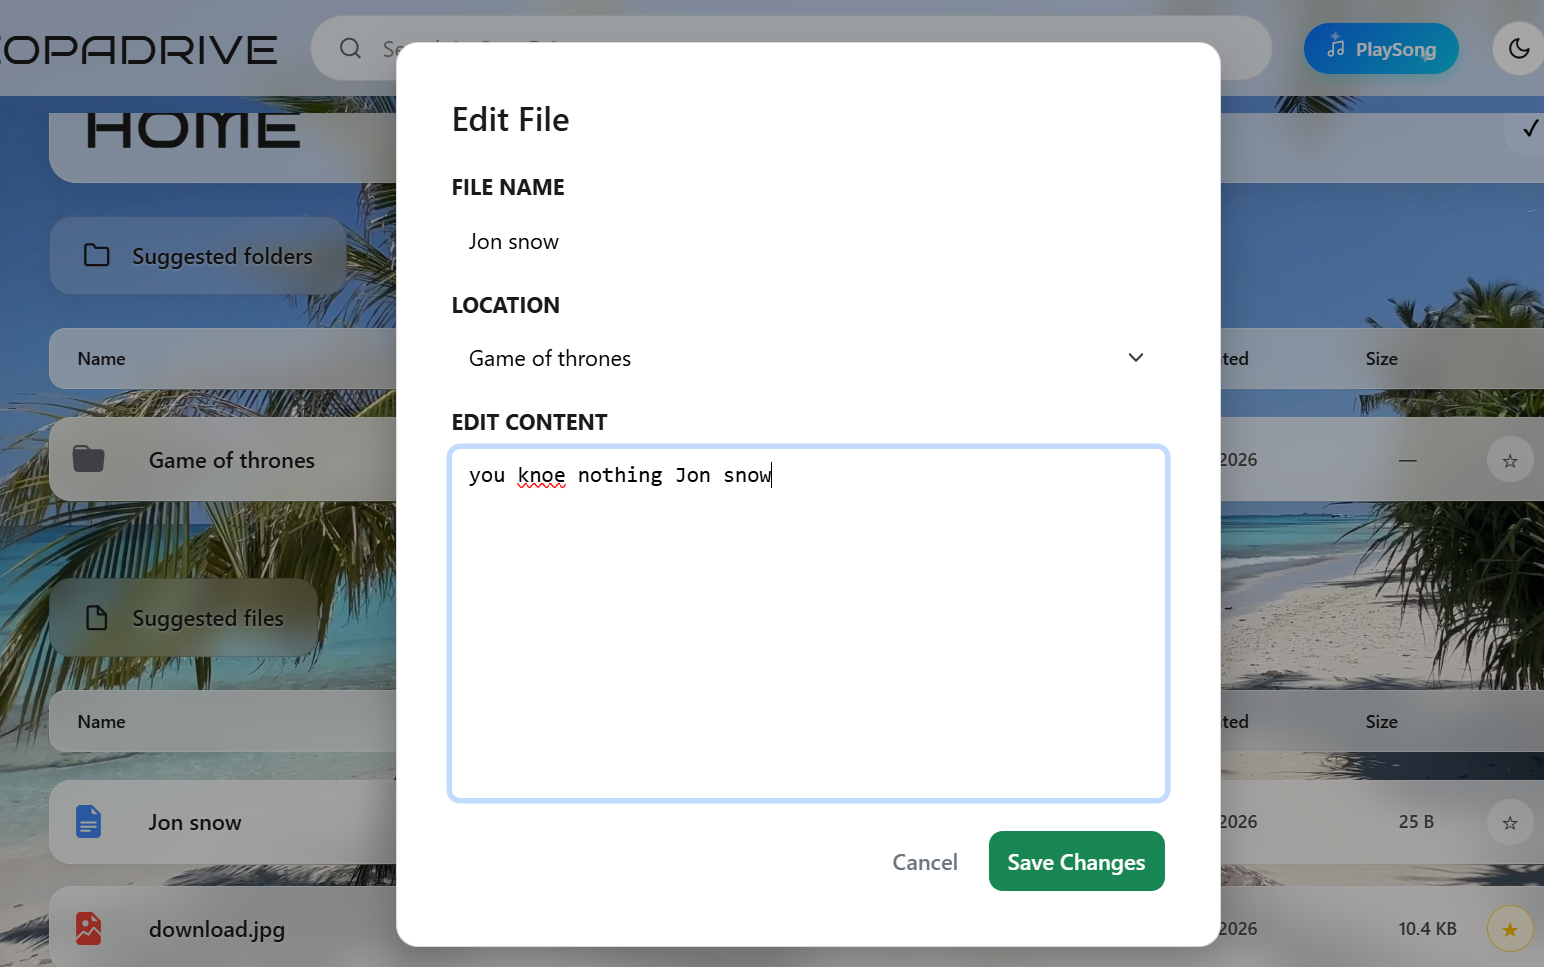 OPADRIVE
PlaySong
HOME
Edit File
FILE NAME
Jon snow
LOCATION
Game of thrones
EDIT CONTENT
you knoe nothing Jon snow
Cancel
Save Changes
Suggested folders
Name
ted
Size
Game of thrones
2026
—
Suggested files
Name
ted
Size
Jon snow
2026
25 B
download.jpg
2026
10.4 KB